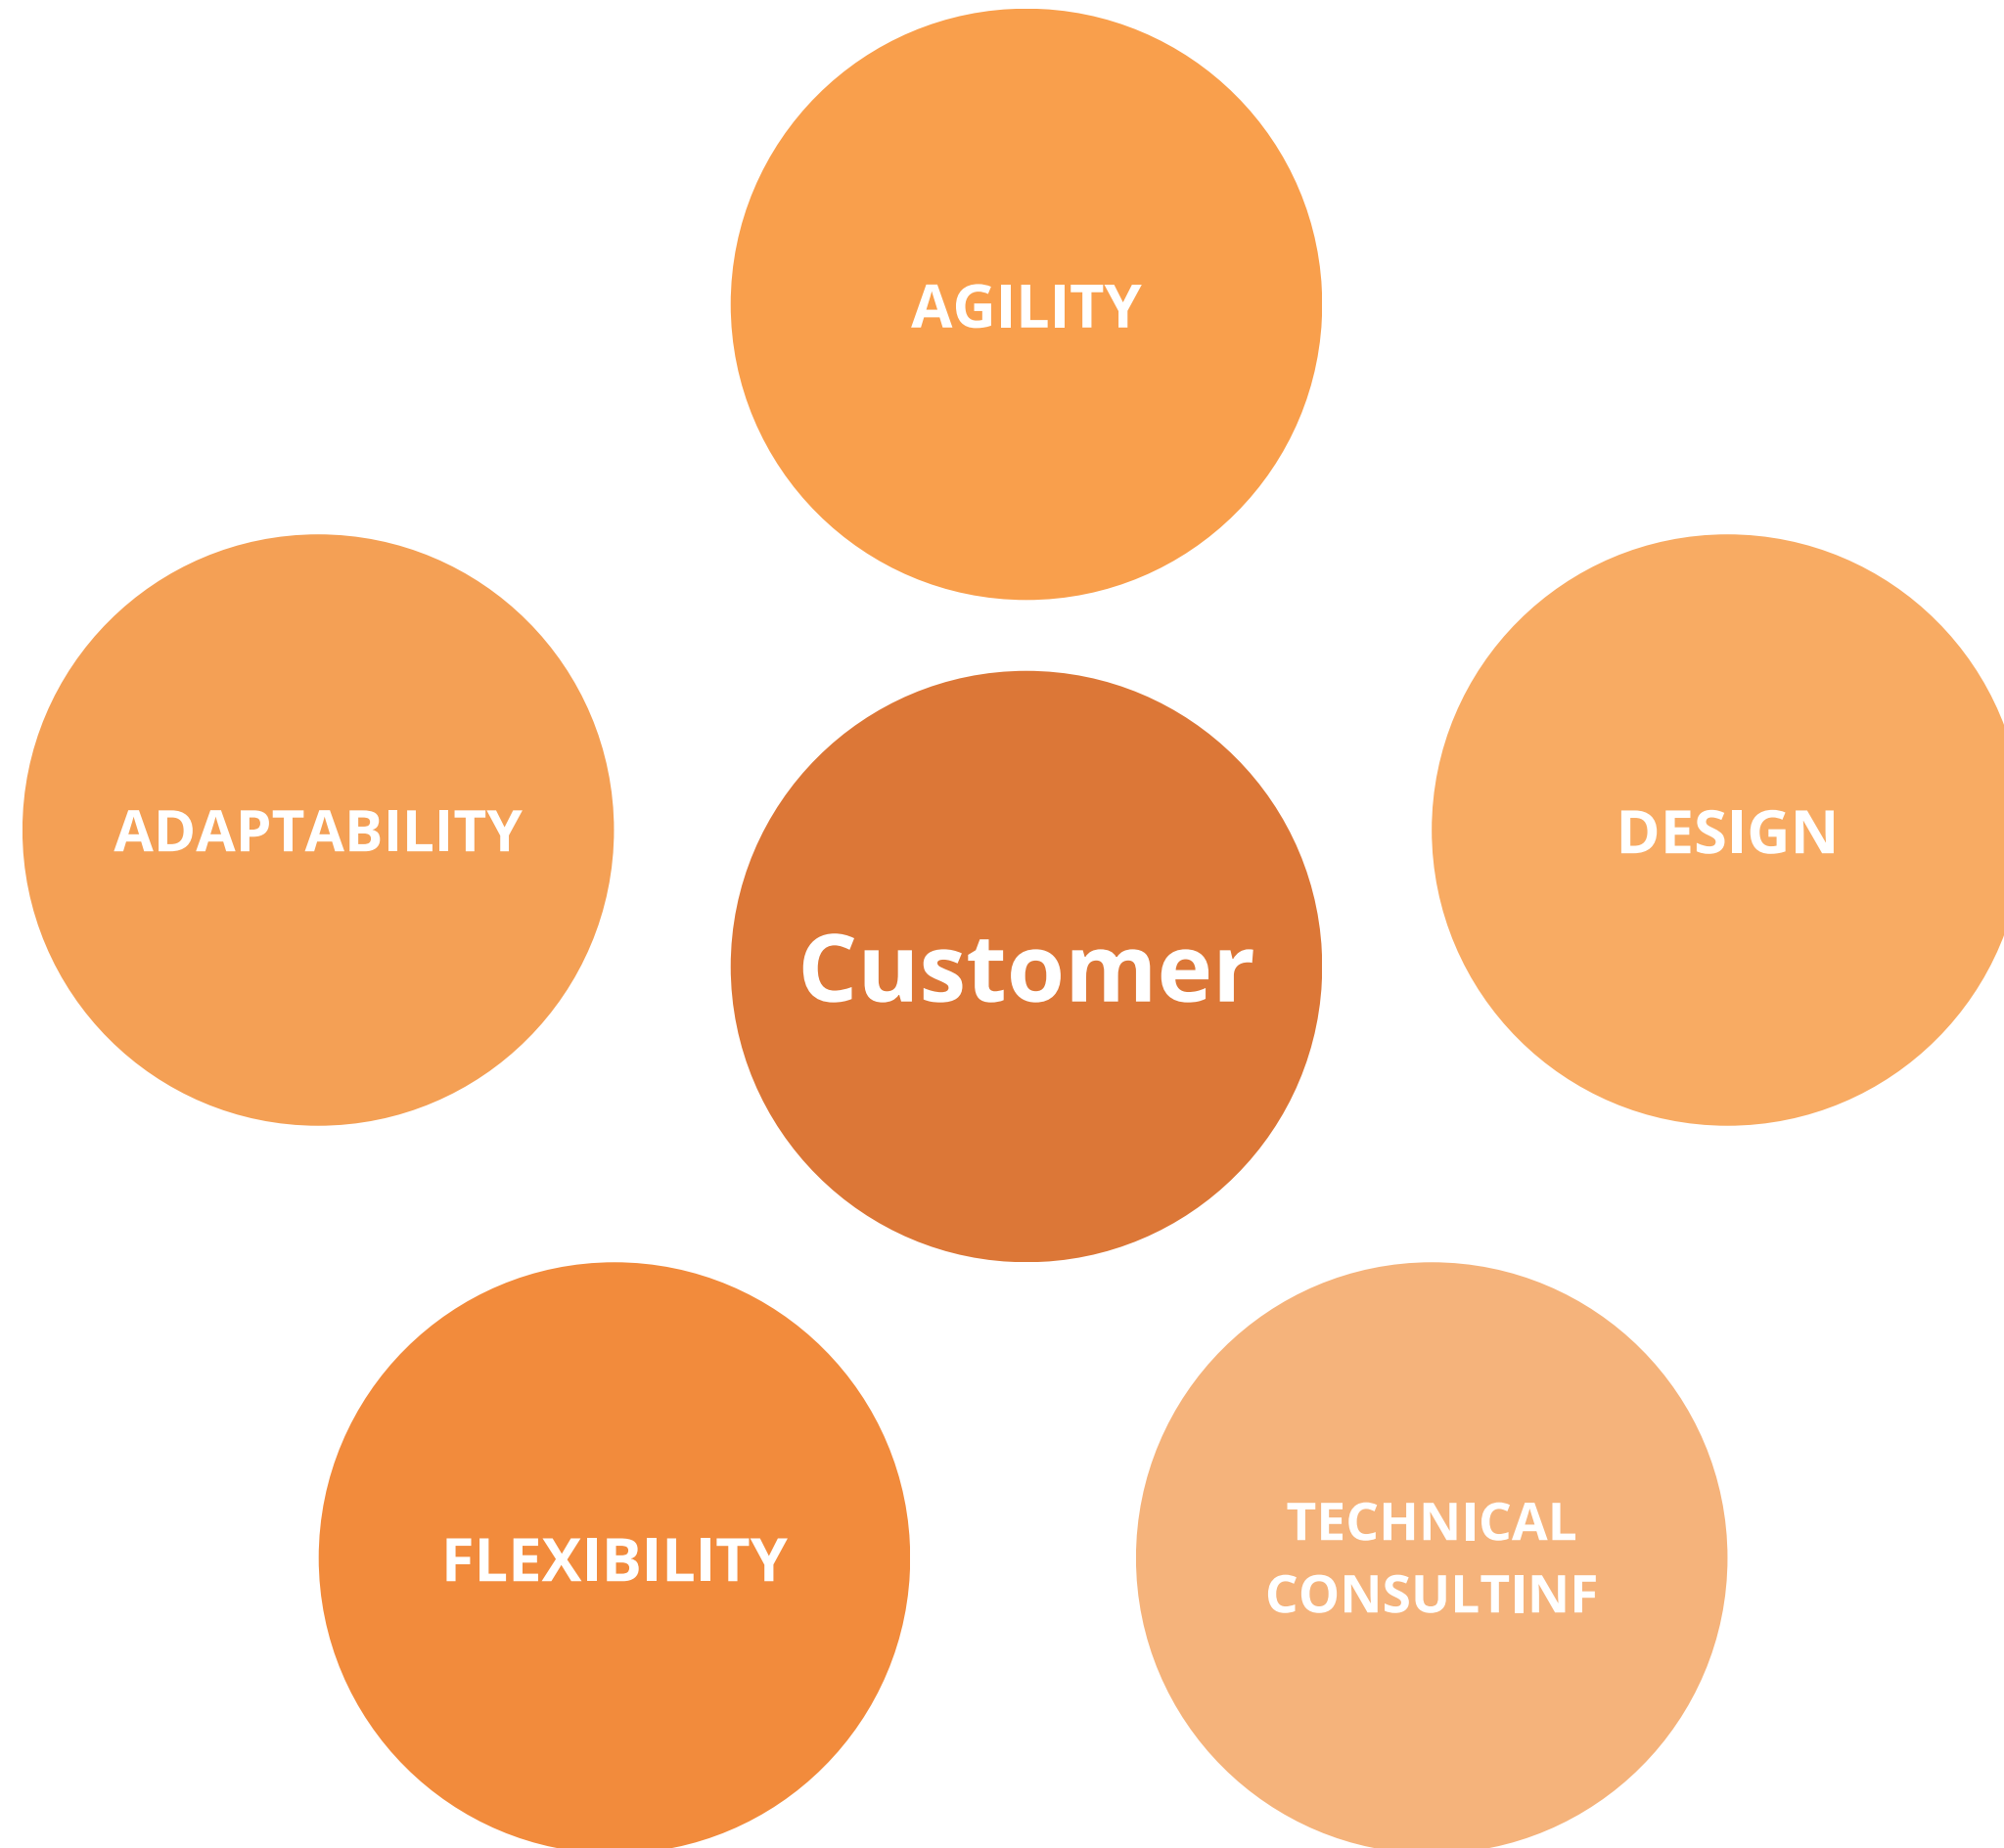 AGILITY
ADAPTABILITY
DESIGN
Customer
FLEXIBILITY
TECHNICAL
CONSULTINF